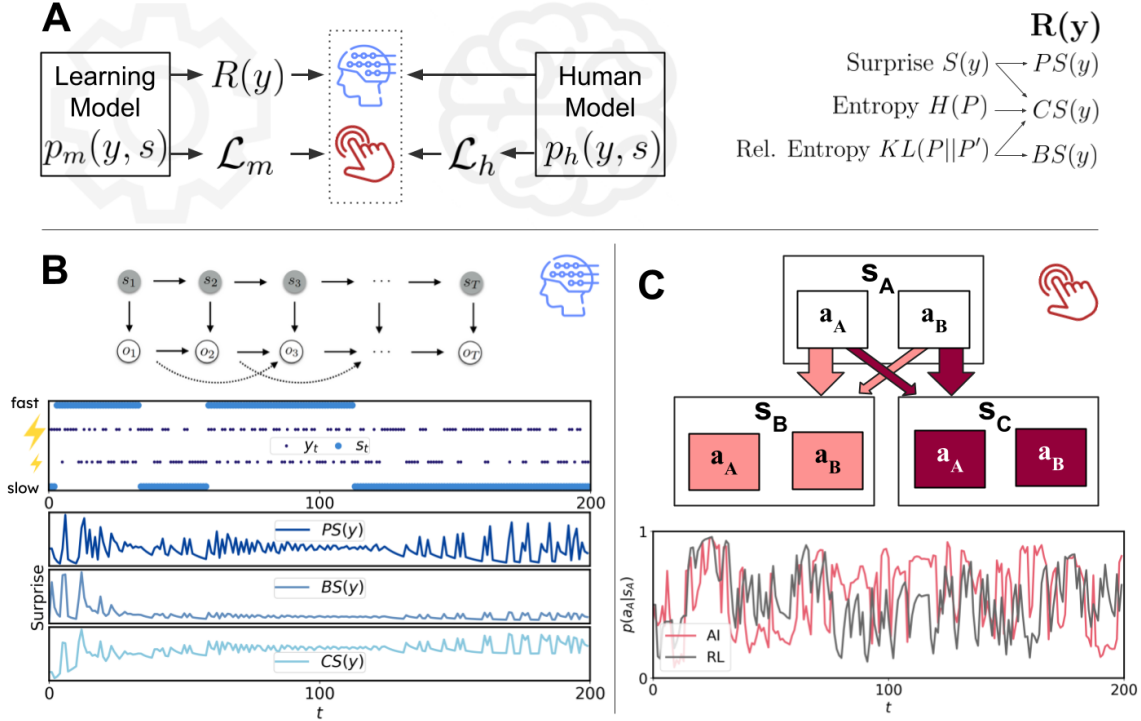 A
Learning
Model
p_m(y, s)
R(y)
ℒ_m
ℒ_h
Human
Model
p_h(y, s)
R(y)
Surprise S(y)
PS(y)
Entropy H(P)
CS(y)
Rel. Entropy KL(P||P′)
BS(y)
B
s_1 s_2 s_3 ... s_T
...
o_1 o_2 o_3 ... o_T
fast
y_t s_t
slow
0 100 200
PS(y)
BS(y)
CS(y)
Surprise
0 100 200
t
C
s_A
a_A a_B
s_B s_C
a_A a_B a_A a_B
1
p(a_A|s_A)
AI
RL
0
0 100 200
t